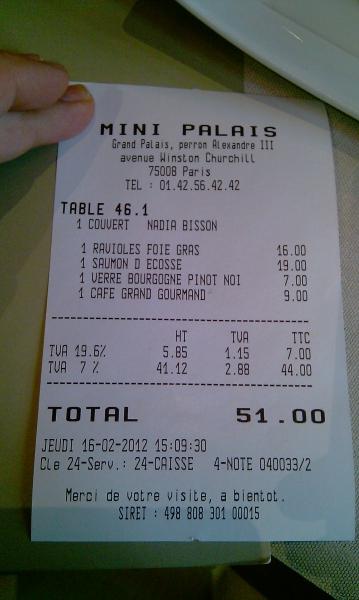 MINI PALAIS
Grand Palais, perron Alexandre III
avenue Winston Churchill
75008 Paris
TEL : 01.42.56.42.42
TABLE 46.1
1 COUVERT NADIA BISSON
1 RAVIOLES FOIE GRAS 16.00
1 SAUMON D ECOSSE 19.00
1 VERRE BOURGOGNE PINOT NOI 7.00
1 CAFE GRAND GOURMAND 9.00
HT TVA TTC
TVA 19.6% 5.85 1.15 7.00
TVA 7 % 41.12 2.88 44.00
TOTAL 51.00
JEUDI 16-02-2012 15:09:30
Cle 24-Serv.: 24-CAISSE 4-NOTE 040033/2
Merci de votre visite, a bientot.
SIRET : 498 808 301 00015